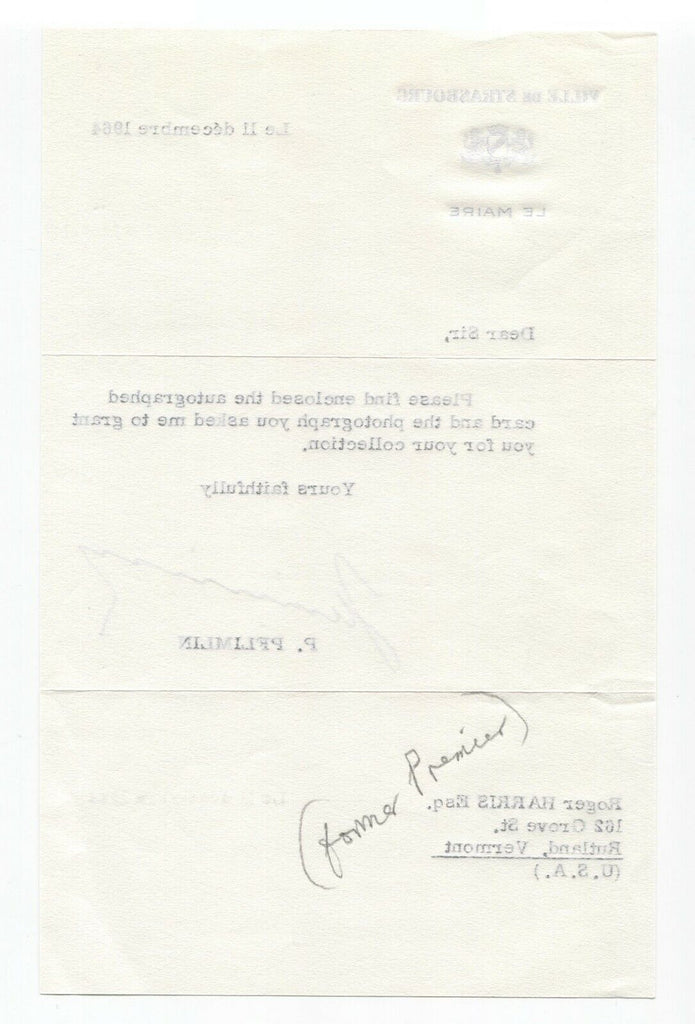 VILLE DE STRASBOURG
Le 11 décembre 1964
LE MAIRE
Dear Sir,
Please find enclosed the autographed
card and the photograph you asked me to grant
you for your collection.
Yours faithfully
P. PFLIMLIN
(former Premier)
Roger HARRIS Esq.
162 Grove St.
Rutland, Vermont
(U.S.A.)